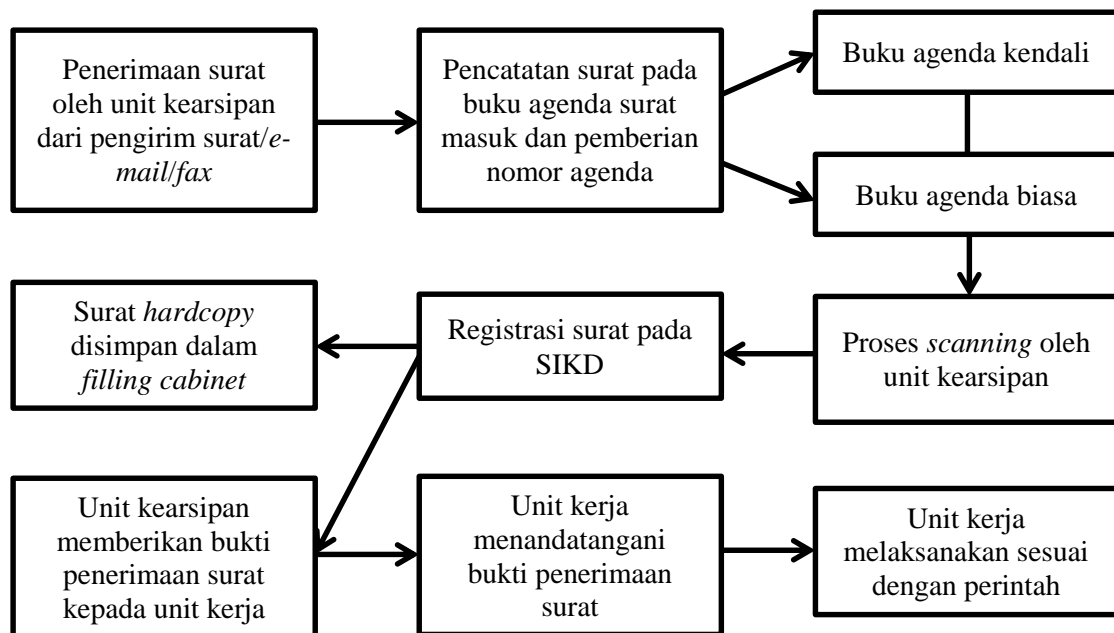 Penerimaan surat
oleh unit kearsipan
dari pengirim surat/e-
mail/fax
Pencatatan surat pada
buku agenda surat
masuk dan pemberian
nomor agenda
Buku agenda kendali
Buku agenda biasa
Surat hardcopy
disimpan dalam
filling cabinet
Registrasi surat pada
SIKD
Proses scanning oleh
unit kearsipan
Unit kearsipan
memberikan bukti
penerimaan surat
kepada unit kerja
Unit kerja
menandatangani
bukti penerimaan
surat
Unit kerja
melaksanakan sesuai
dengan perintah